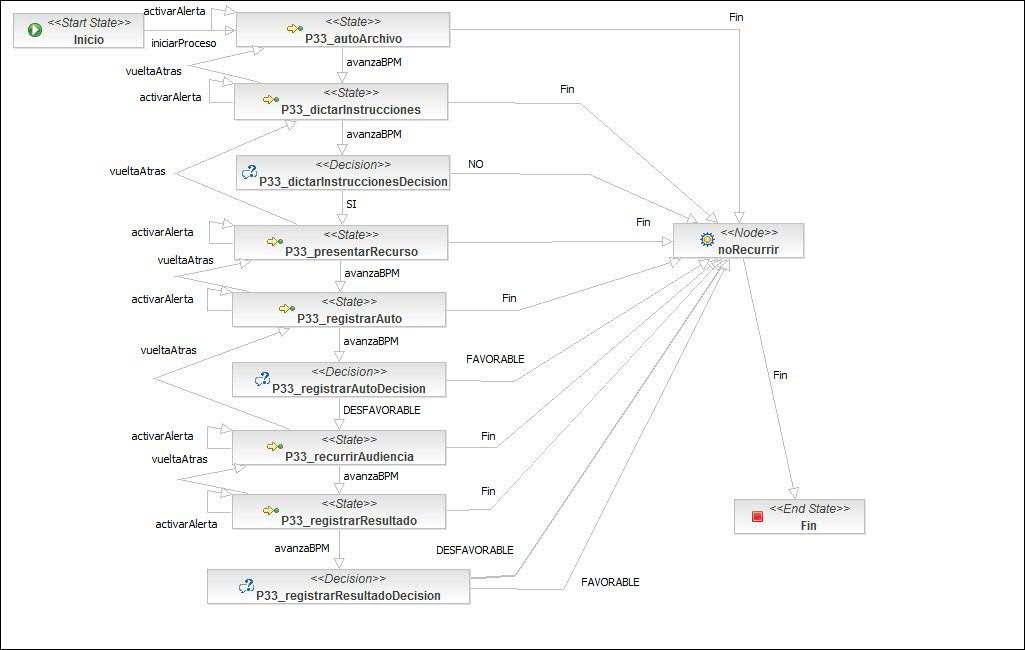 activarAlerta
<<Start State>>
Inicio
iniciarProceso
<<State>>
P33_autoArchivo
Fin
avanzaBPM
vueltaAtras
activarAlerta
<<State>>
P33_dictarInstrucciones
Fin
avanzaBPM
<<Decision>>
P33_dictarInstruccionesDecision
NO
vueltaAtras
SI
activarAlerta
<<State>>
P33_presentarRecurso
Fin
<<Node>>
noRecurrir
vueltaAtras
avanzaBPM
activarAlerta
<<State>>
P33_registrarAuto
Fin
avanzaBPM
vueltaAtras
<<Decision>>
P33_registrarAutoDecision
FAVORABLE
Fin
DESFAVORABLE
activarAlerta
<<State>>
P33_recurrirAudiencia
Fin
vueltaAtras
avanzaBPM
<<State>>
P33_registrarResultado
Fin
activarAlerta
<<End State>>
Fin
avanzaBPM
DESFAVORABLE
<<Decision>>
P33_registrarResultadoDecision
FAVORABLE